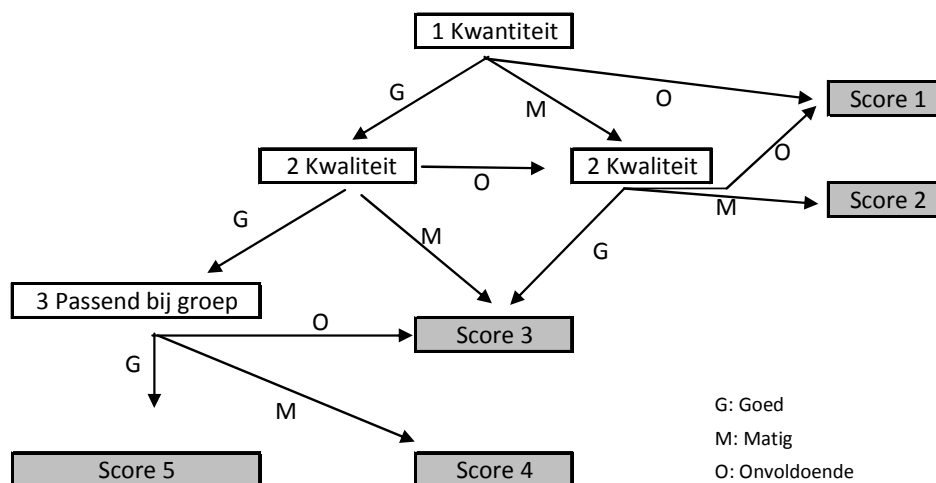 1 Kwantiteit
G
M
O
Score 1
2 Kwaliteit
O
2 Kwaliteit
O
M
Score 2
G
M
G
3 Passend bij groep
O
Score 3
G
M
G: Goed
M: Matig
Score 5
Score 4
O: Onvoldoende